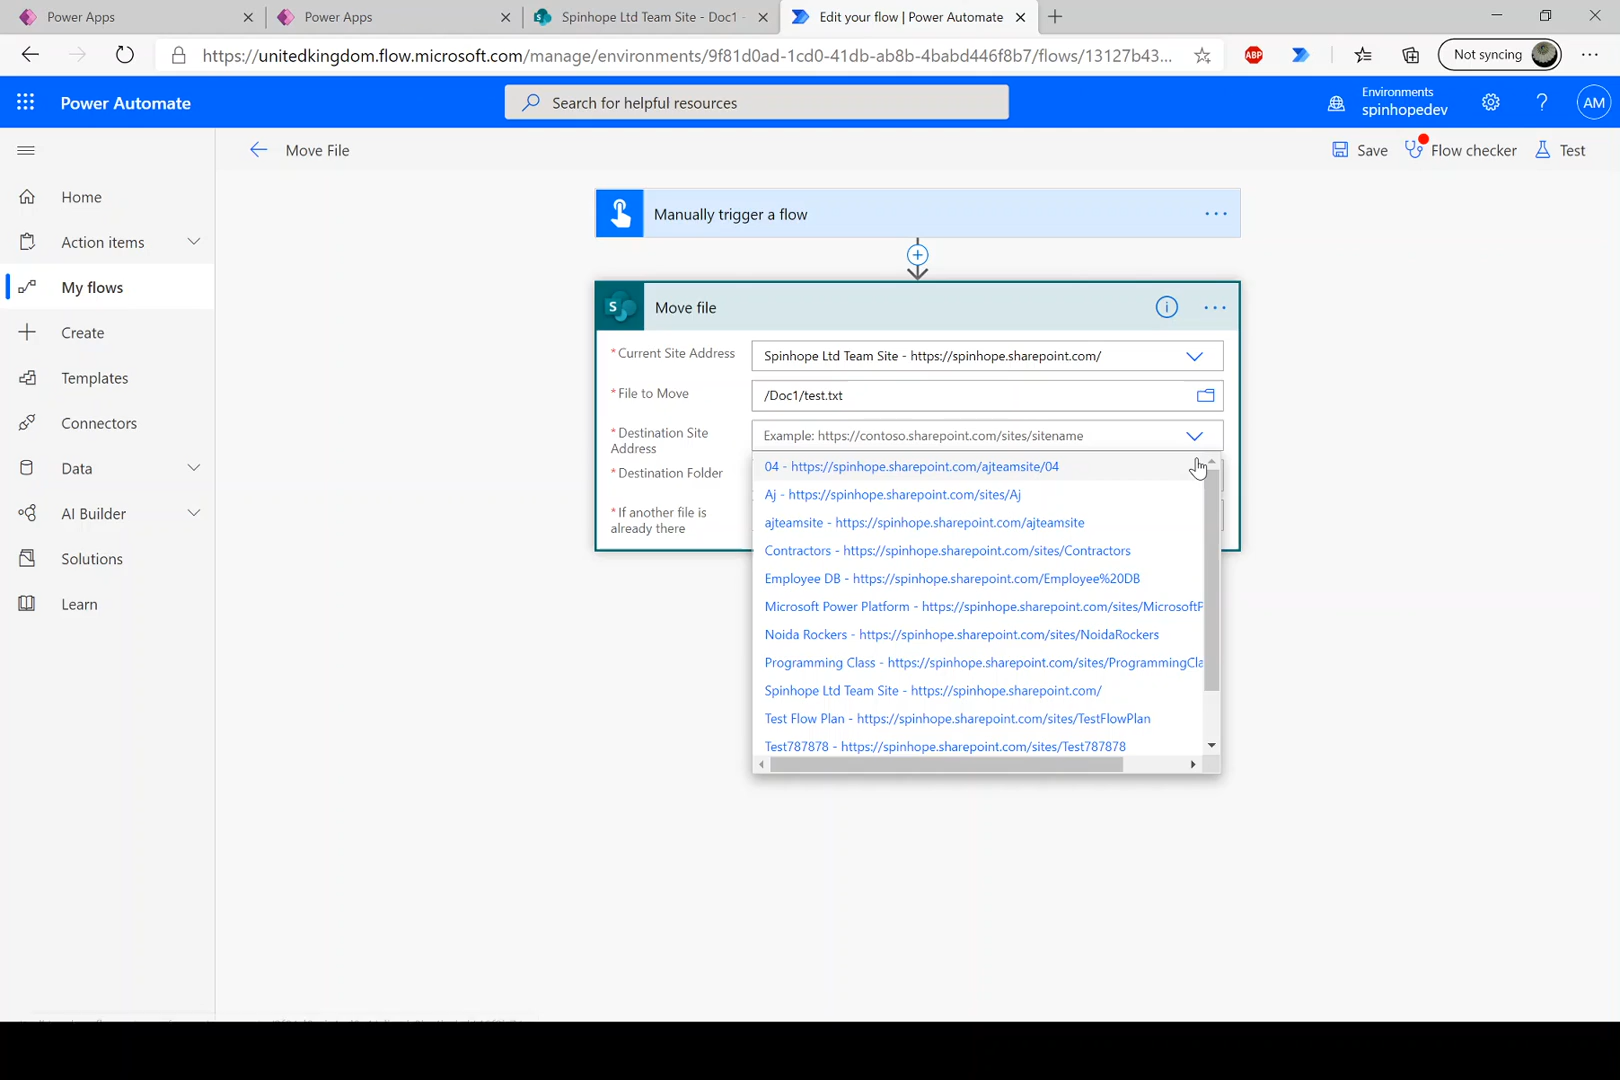 Power Apps
Power Apps
Spinhope Ltd Team Site - Doc1 -
Edit your flow | Power Automate
https://unitedkingdom.flow.microsoft.com/manage/environments/9f81d0ad-1cd0-41db-ab8b-4babd446f8b7/flows/13127b43...
ABP
Not syncing
Power Automate
Search for helpful resources
Environments
spinhopedev
?
AM
Move File
Save
Flow checker
Test
Home
Action items
My flows
Create
Templates
Connectors
Data
AI Builder
Solutions
Learn
Manually trigger a flow
S
Move file
i
* Current Site Address
Spinhope Ltd Team Site - https://spinhope.sharepoint.com/
* File to Move
/Doc1/test.txt
* Destination Site
Address
Example: https://contoso.sharepoint.com/sites/sitename
* Destination Folder
* If another file is
already there
04 - https://spinhope.sharepoint.com/ajteamsite/04
Aj - https://spinhope.sharepoint.com/sites/Aj
ajteamsite - https://spinhope.sharepoint.com/ajteamsite
Contractors - https://spinhope.sharepoint.com/sites/Contractors
Employee DB - https://spinhope.sharepoint.com/Employee%20DB
Microsoft Power Platform - https://spinhope.sharepoint.com/sites/MicrosoftP
Noida Rockers - https://spinhope.sharepoint.com/sites/NoidaRockers
Programming Class - https://spinhope.sharepoint.com/sites/ProgrammingCla
Spinhope Ltd Team Site - https://spinhope.sharepoint.com/
Test Flow Plan - https://spinhope.sharepoint.com/sites/TestFlowPlan
Test787878 - https://spinhope.sharepoint.com/sites/Test787878